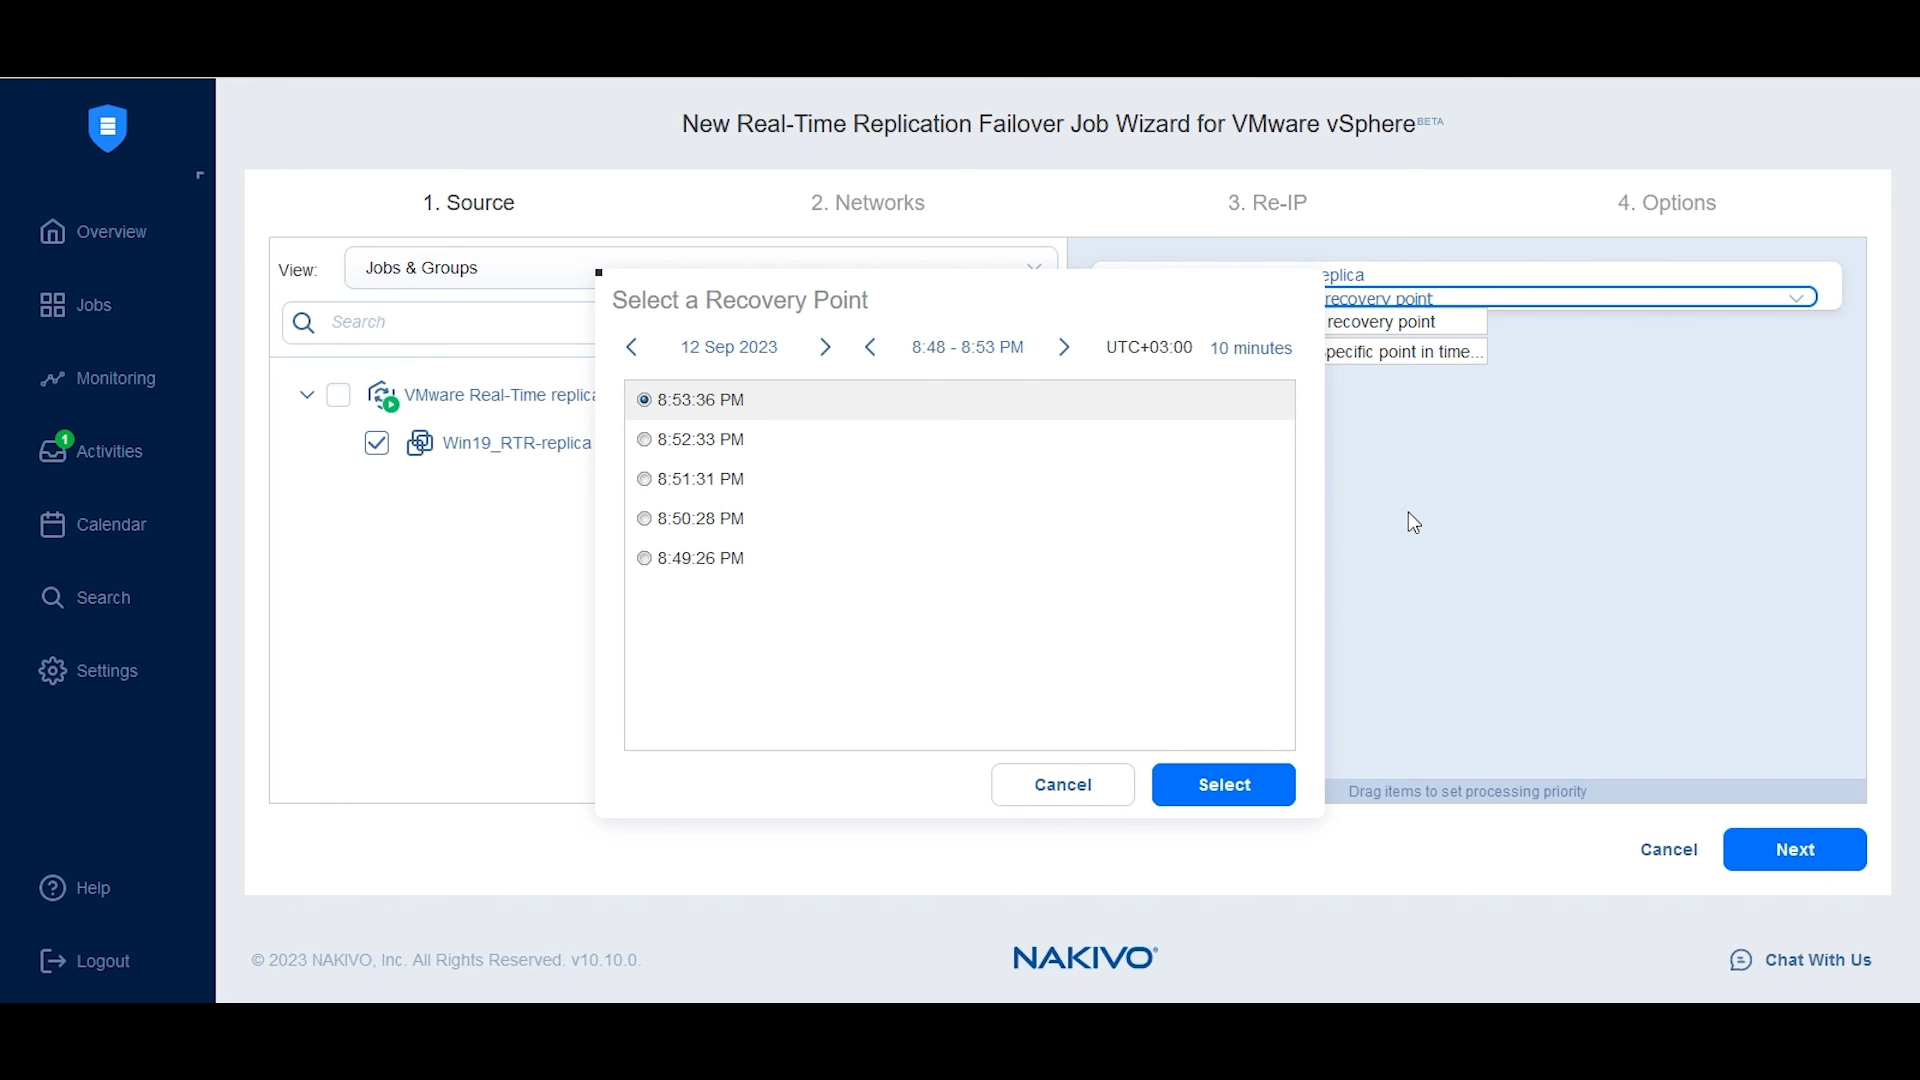 New Real-Time Replication Failover Job Wizard for VMware vSphereBETA
1. Source
2. Networks
3. Re-IP
4. Options
Overview
Jobs
Monitoring
1
Activities
Calendar
Search
Settings
Help
Logout
View:
Jobs & Groups
Search
VMware Real-Time replica
Win19_RTR-replica
Select a Recovery Point
12 Sep 2023
8:48 - 8:53 PM
UTC+03:00
10 minutes
8:53:36 PM
8:52:33 PM
8:51:31 PM
8:50:28 PM
8:49:26 PM
Cancel
Select
eplica
recovery point
recovery point
pecific point in time...
Drag items to set processing priority
Cancel
Next
© 2023 NAKIVO, Inc. All Rights Reserved. v10.10.0.
NAKIVO®
Chat With Us